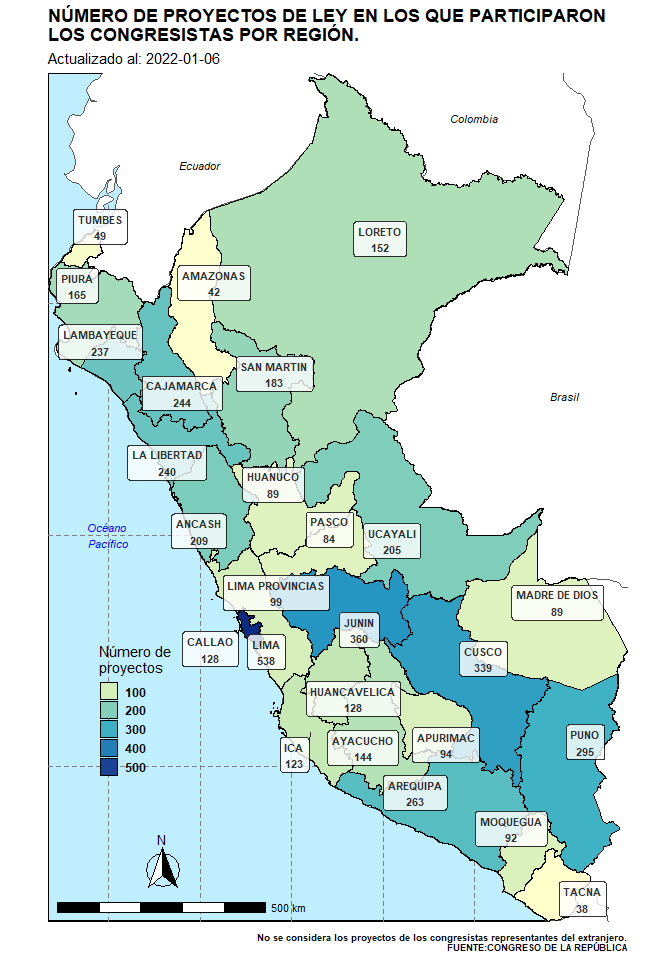 NÚMERO DE PROYECTOS DE LEY EN LOS QUE PARTICIPARON
LOS CONGRESISTAS POR REGIÓN.
Actualizado al: 2022-01-06
Colombia
Ecuador
TUMBES
49
LORETO
152
PIURA
165
AMAZONAS
42
LAMBAYEQUE
237
SAN MARTIN
183
CAJAMARCA
244
Brasil
LA LIBERTAD
240
HUANUCO
89
ANCASH
209
PASCO
84
UCAYALI
205
Océano
Pacífico
LIMA PROVINCIAS
99
MADRE DE DIOS
89
JUNIN
360
CALLAO
128
LIMA
538
CUSCO
339
HUANCAVELICA
128
ICA
123
AYACUCHO
144
APURIMAC
94
PUNO
295
AREQUIPA
263
MOQUEGUA
92
TACNA
38
Número de
proyectos
100
200
300
400
500
N
500 km
No se considera los proyectos de los congresistas representantes del extranjero.
FUENTE:CONGRESO DE LA REPÚBLICA